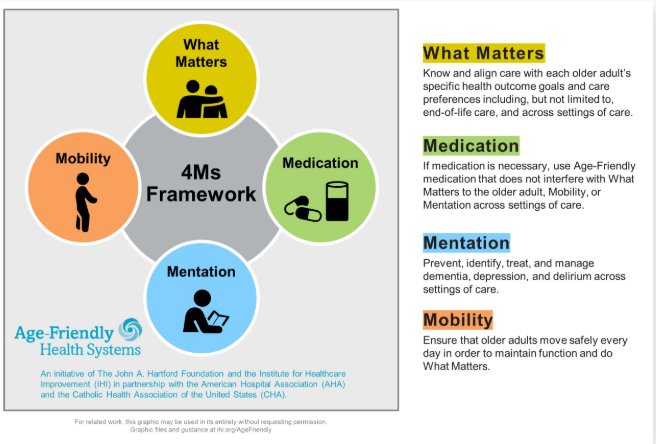 What
Matters
Mobility
4Ms
Framework
Medication
Mentation
Age-Friendly
Health Systems
An initiative of The John A. Hartford Foundation and the Institute for Healthcare
Improvement (IHI) in partnership with the American Hospital Association (AHA)
and the Catholic Health Association of the United States (CHA).
For related work, this graphic may be used in its entirety without requesting permission.
Graphic files and guidance at ihi.org/AgeFriendly
What Matters
Know and align care with each older adult's
specific health outcome goals and care
preferences including, but not limited to,
end-of-life care, and across settings of care.
Medication
If medication is necessary, use Age-Friendly
medication that does not interfere with What
Matters to the older adult, Mobility, or
Mentation across settings of care.
Mentation
Prevent, identify, treat, and manage
dementia, depression, and delirium across
settings of care.
Mobility
Ensure that older adults move safely every
day in order to maintain function and do
What Matters.